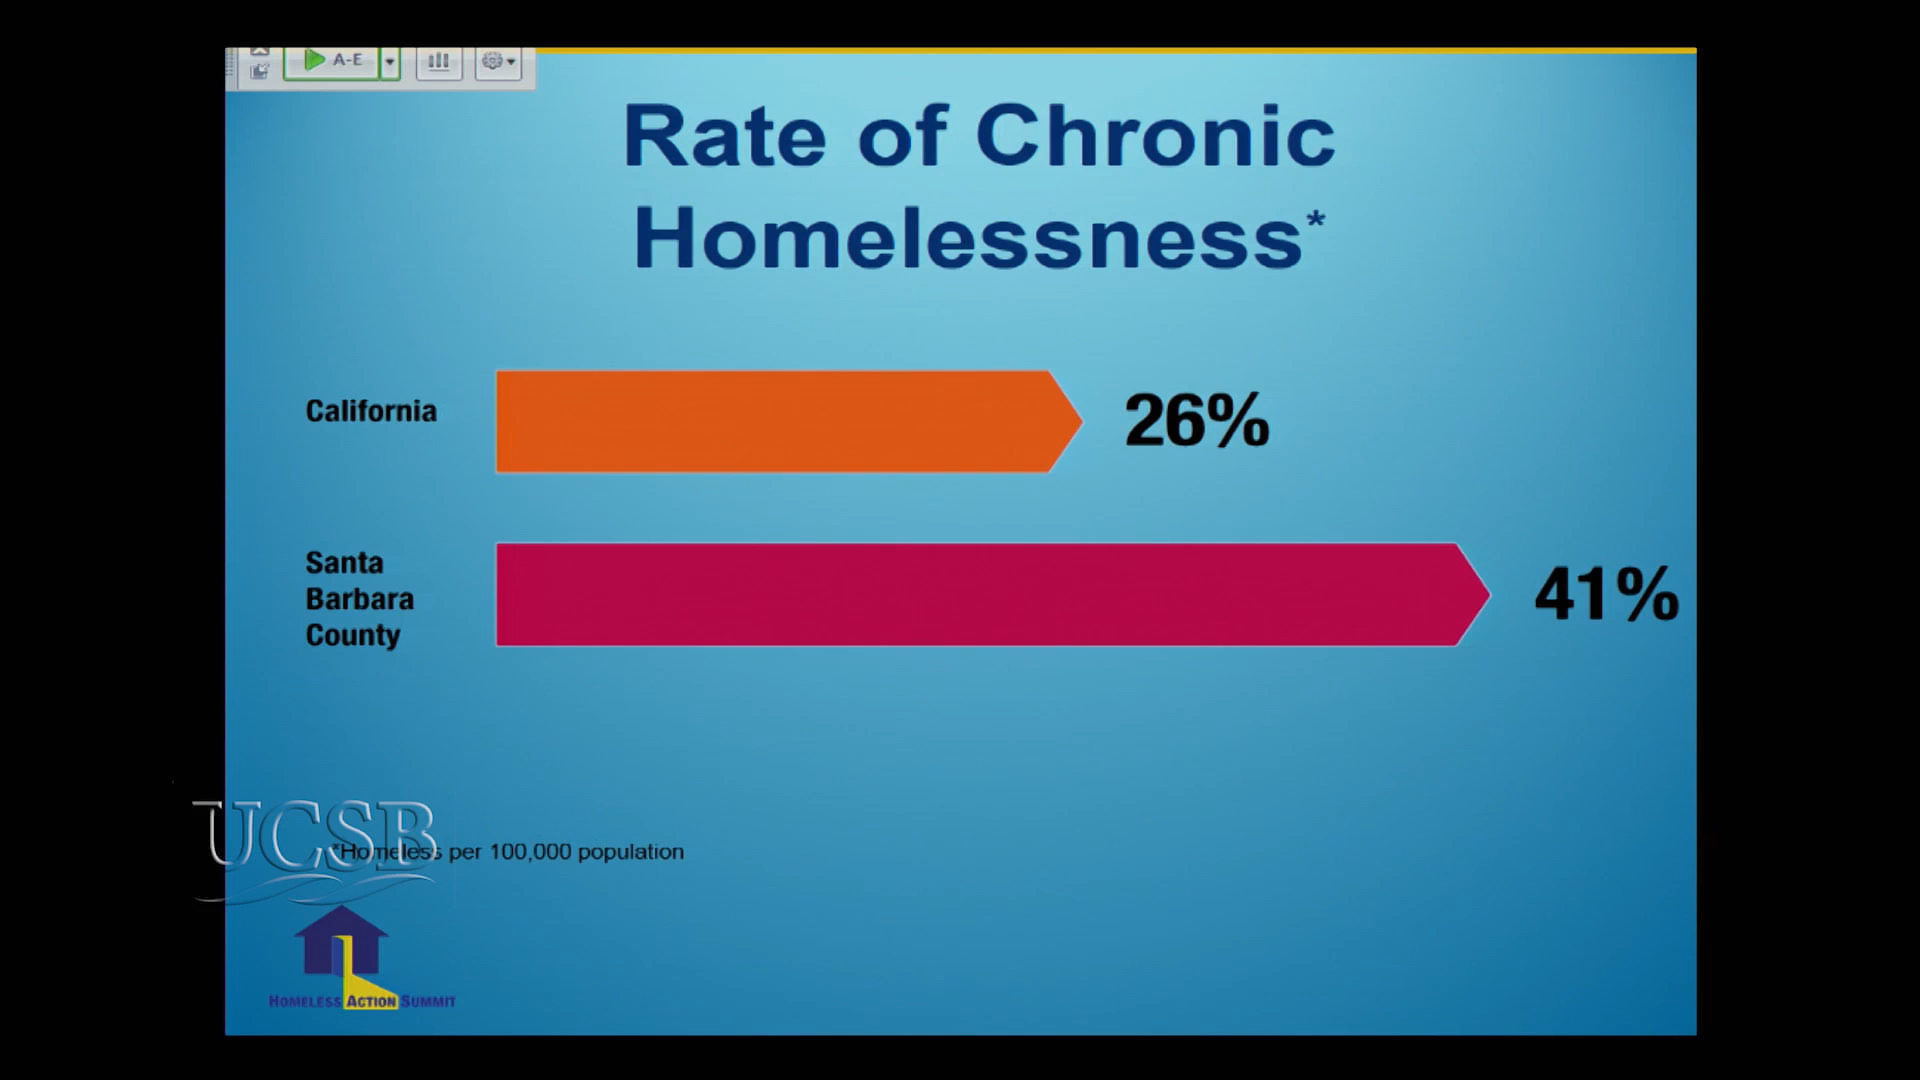 A-E
Rate of Chronic
Homelessness*
California
26%
Santa
Barbara
County
41%
UCSB
*Homeless per 100,000 population
HOMELESS ACTION SUMMIT